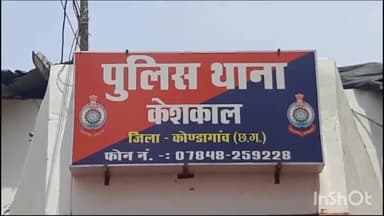 पुलिस थाना
केशकाल
जिला - कोण्डागांव (छ.ग.)
फोन नं. -: 07848-259228
InShOt